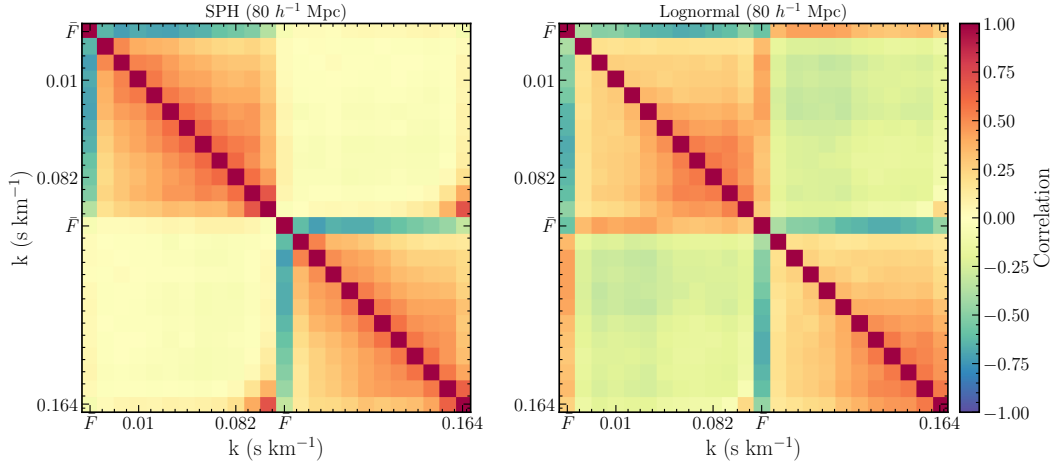 SPH (80 h⁻¹ Mpc)
Lognormal (80 h⁻¹ Mpc)
F̄
0.01
0.082
F̄
0.164
k (s km⁻¹)
F̄
0.01
0.082
F̄
k (s km⁻¹)
F̄
0.01
0.082
F̄
0.164
F̄
0.01
0.082
F̄
0.164
k (s km⁻¹)
1.00
0.75
0.50
0.25
0.00
−0.25
−0.50
−0.75
−1.00
Correlation